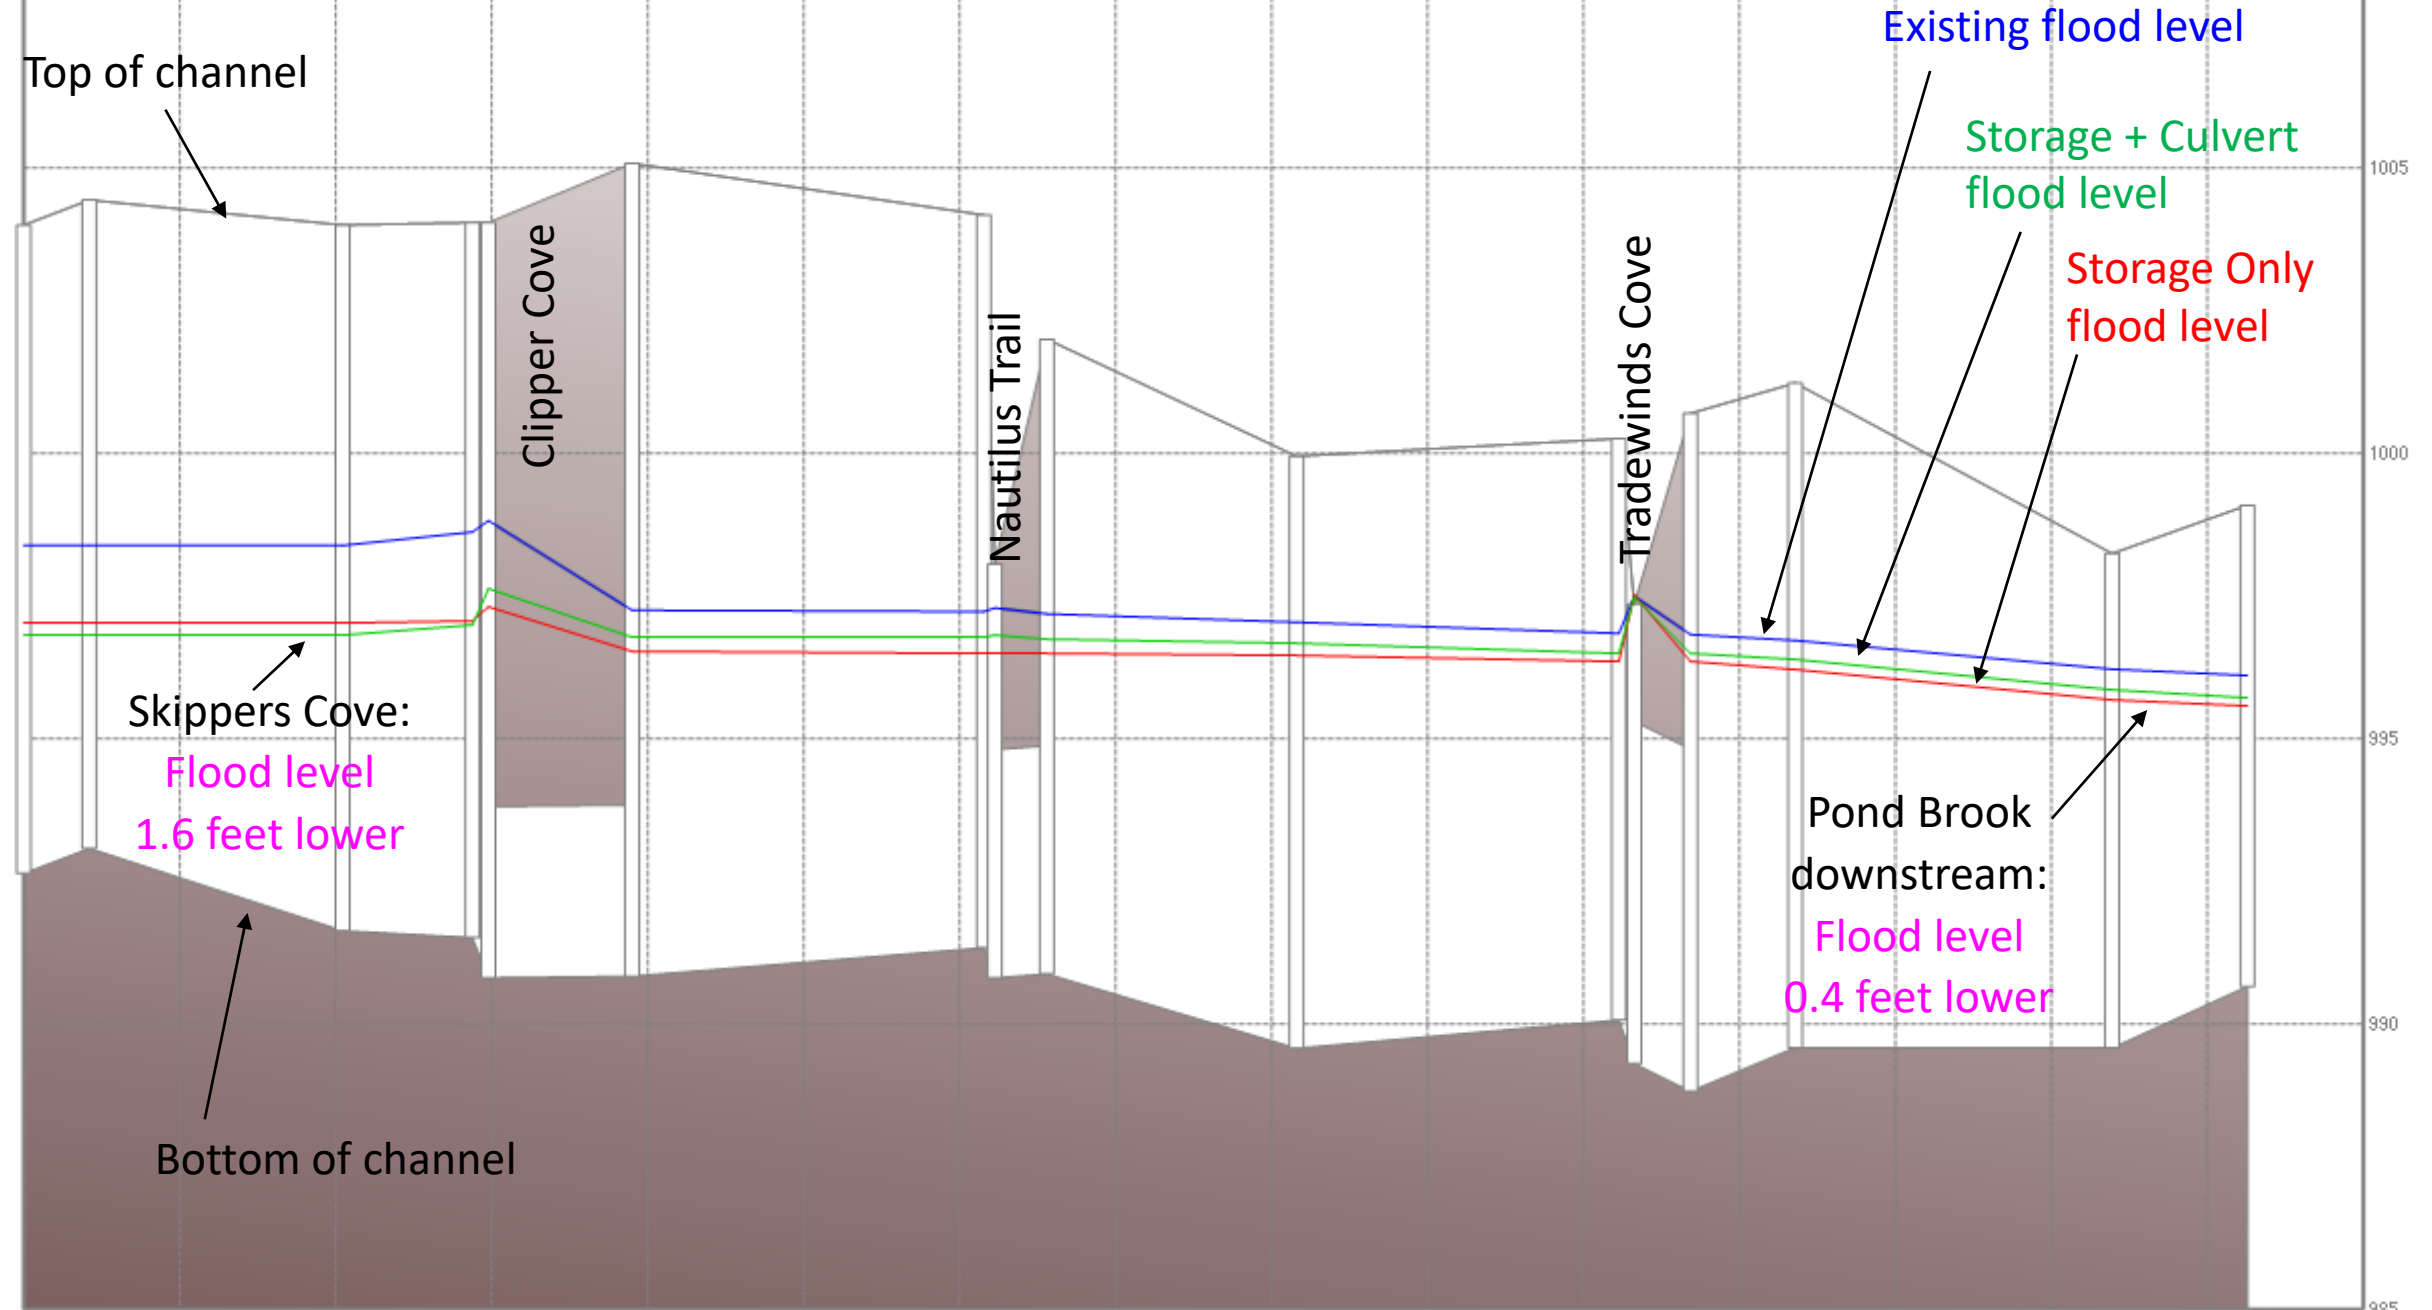 Existing flood level
Top of channel
Storage + Culvert
flood level
1005
Storage Only
flood level
Clipper Cove
Nautilus Trail
Tradewinds Cove
1000
Skippers Cove:
Flood level
1.6 feet lower
995
Pond Brook
downstream:
Flood level
0.4 feet lower
990
Bottom of channel
985